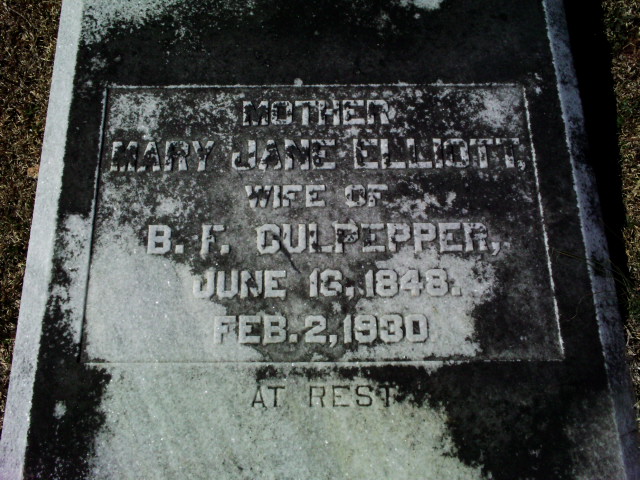 MOTHER
MARY JANE ELLIOTT,
WIFE OF
B. F. CULPEPPER,
JUNE 13, 1848.
FEB. 2, 1930
AT REST